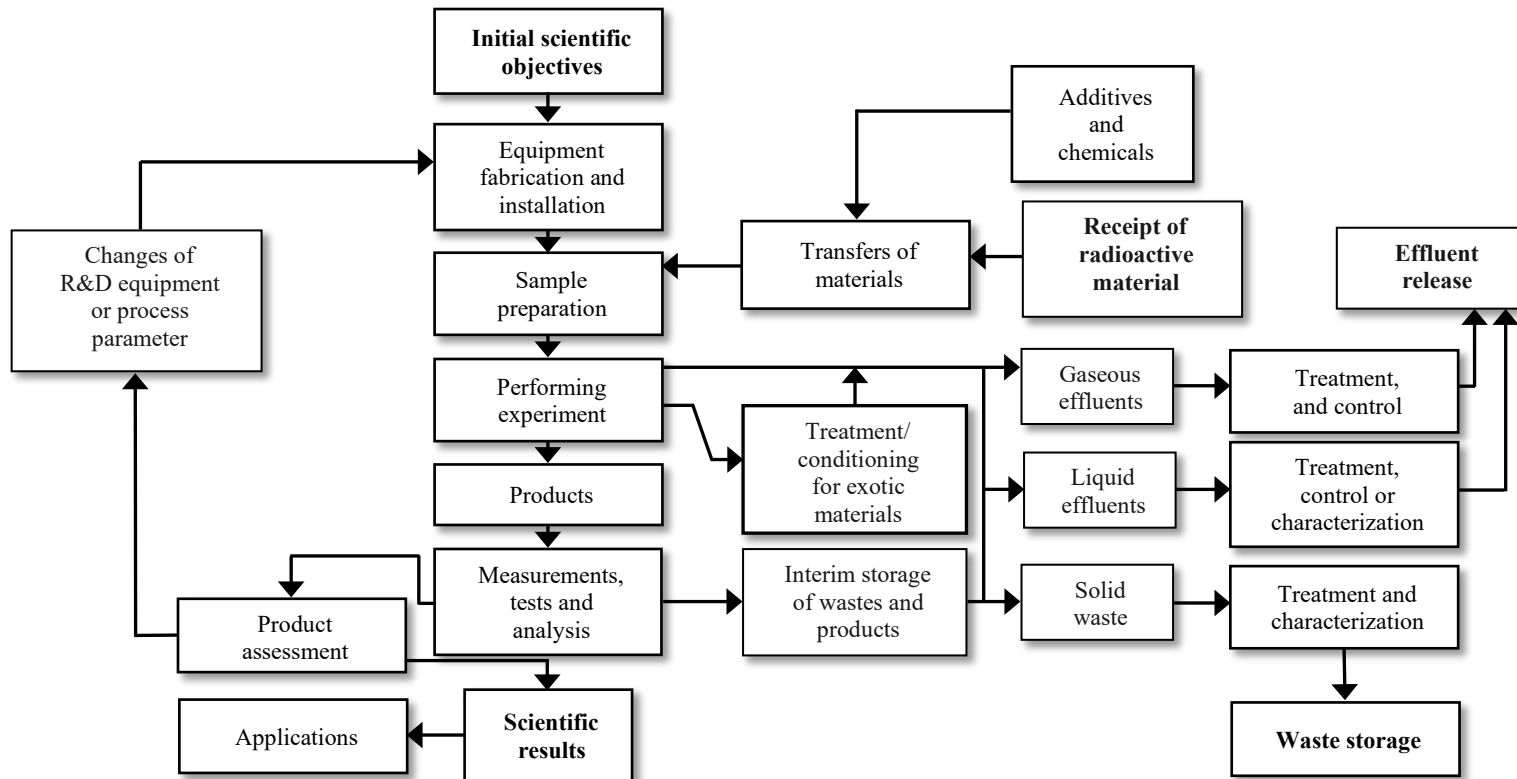 Initial scientific
objectives
Additives
and
chemicals
Equipment
fabrication and
installation
Changes of
R&D equipment
or process
parameter
Transfers of
materials
Receipt of
radioactive
material
Effluent
release
Sample
preparation
Performing
experiment
Gaseous
effluents
Treatment,
and control
Treatment/
conditioning
for exotic
materials
Products
Liquid
effluents
Treatment,
control or
characterization
Measurements,
tests and
analysis
Interim storage
of wastes and
products
Solid
waste
Treatment and
characterization
Product
assessment
Applications
Scientific
results
Waste storage